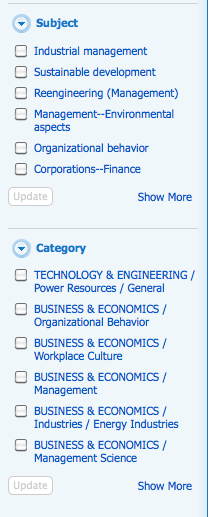 Subject
Industrial management
Sustainable development
Reengineering (Management)
Management--Environmental
aspects
Organizational behavior
Corporations--Finance
Update
Show More
Category
TECHNOLOGY & ENGINEERING /
Power Resources / General
BUSINESS & ECONOMICS /
Organizational Behavior
BUSINESS & ECONOMICS /
Workplace Culture
BUSINESS & ECONOMICS /
Management
BUSINESS & ECONOMICS /
Industries / Energy Industries
BUSINESS & ECONOMICS /
Management Science
Update
Show More